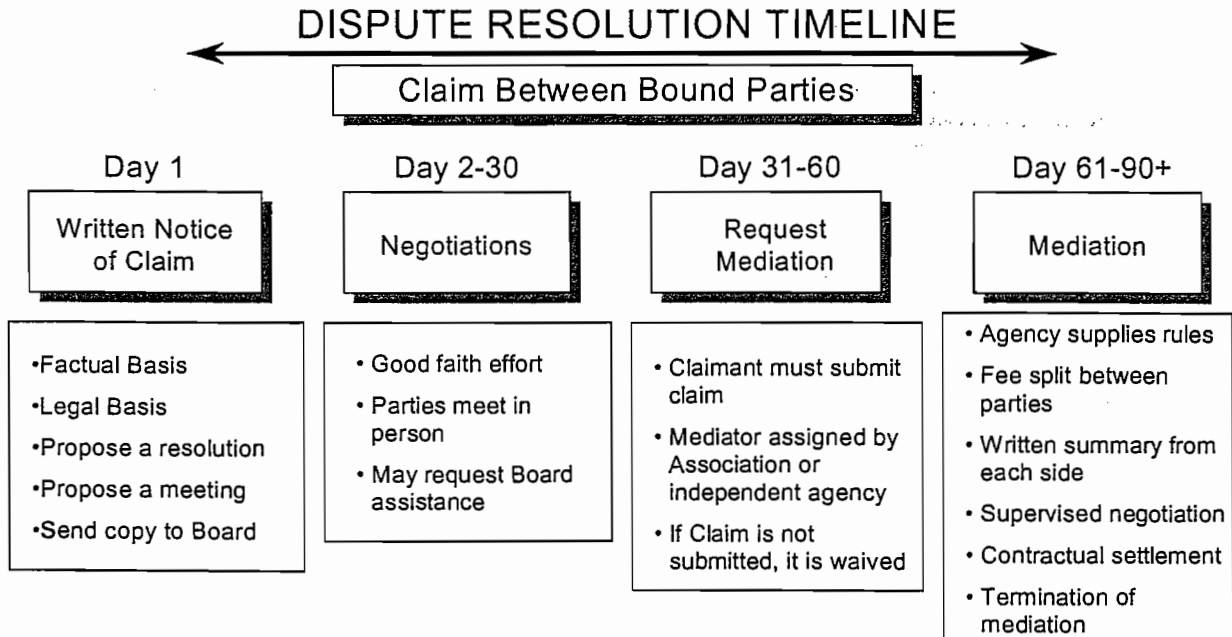 DISPUTE RESOLUTION TIMELINE
Claim Between Bound Parties
Day 1
Written Notice
of Claim
•Factual Basis
•Legal Basis
•Propose a resolution
•Propose a meeting
•Send copy to Board
Day 2-30
Negotiations
• Good faith effort
• Parties meet in
person
• May request Board
assistance
Day 31-60
Request
Mediation
• Claimant must submit
claim
• Mediator assigned by
Association or
independent agency
• If Claim is not
submitted, it is waived
Day 61-90+
Mediation
• Agency supplies rules
• Fee split between
parties
• Written summary from
each side
• Supervised negotiation
• Contractual settlement
• Termination of
mediation